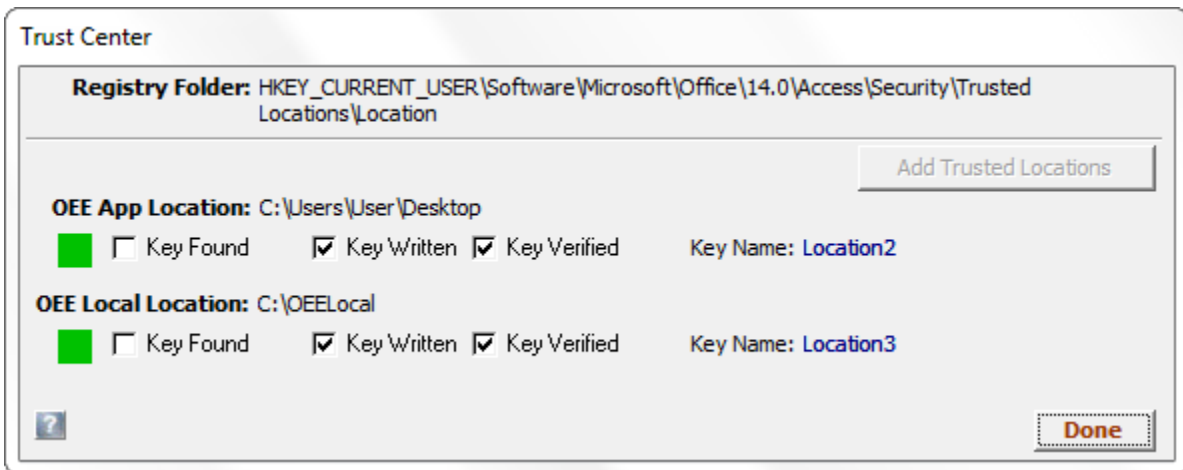 Trust Center
Registry Folder: HKEY_CURRENT_USER\Software\Microsoft\Office\14.0\Access\Security\Trusted
Locations\Location
Add Trusted Locations
OEE App Location: C:\Users\User\Desktop
Key Found Key Written Key Verified Key Name: Location2
OEE Local Location: C:\OEELocal
Key Found Key Written Key Verified Key Name: Location3
?
Done